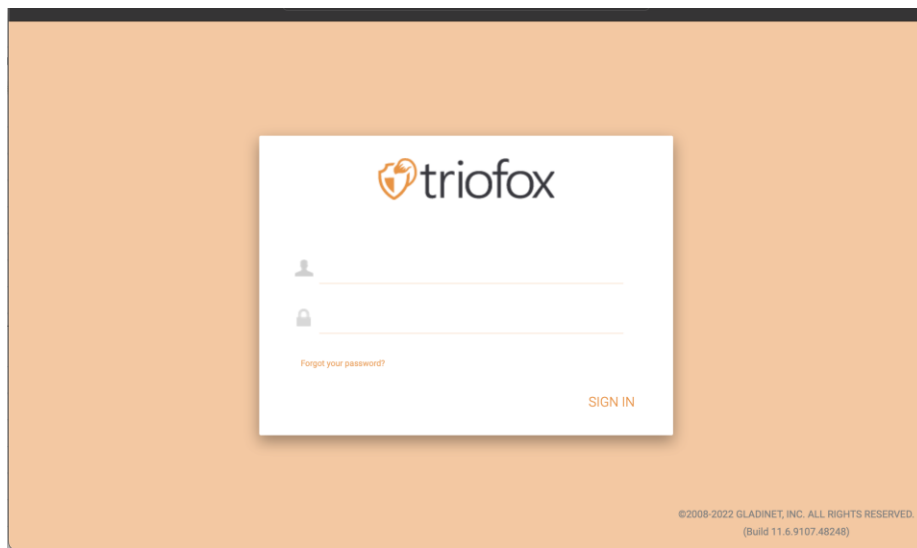 triofox
Forgot your password?
SIGN IN
©2008-2022 GLADINET, INC. ALL RIGHTS RESERVED.
(Build 11.6.9107.48248)